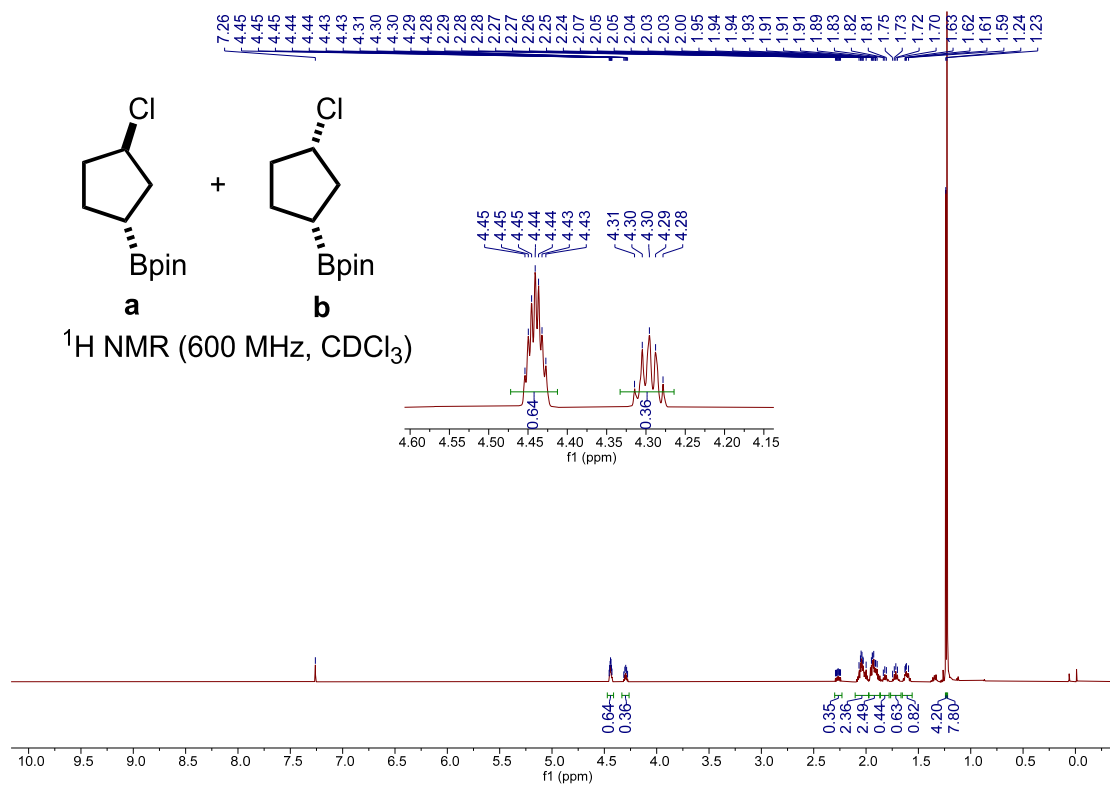 7.26 4.45 4.45 4.45 4.44 4.44 4.43 4.43 4.31 4.30 4.30 4.29 4.28 2.29 2.28 2.28 2.27 2.27 2.26 2.25 2.24 2.07 2.05 2.05 2.04 2.03 2.03 2.00 1.95 1.94 1.94 1.93 1.91 1.91 1.91 1.89 1.83 1.82 1.81 1.75 1.73 1.72 1.70 1.63 1.62 1.61 1.59 1.24 1.23
Cl
Cl
+
Bpin
Bpin
a
b
¹H NMR (600 MHz, CDCl₃)
4.45 4.45 4.45 4.44 4.44 4.43 4.43 4.31 4.30 4.30 4.29 4.28
0.64 0.36
4.60 4.55 4.50 4.45 4.40 4.35 4.30 4.25 4.20 4.15
f1 (ppm)
0.64 0.36 0.35 2.36 2.49 0.44 0.63 0.82 4.20 7.80
10.0 9.5 9.0 8.5 8.0 7.5 7.0 6.5 6.0 5.5 5.0 4.5 4.0 3.5 3.0 2.5 2.0 1.5 1.0 0.5 0.0
f1 (ppm)